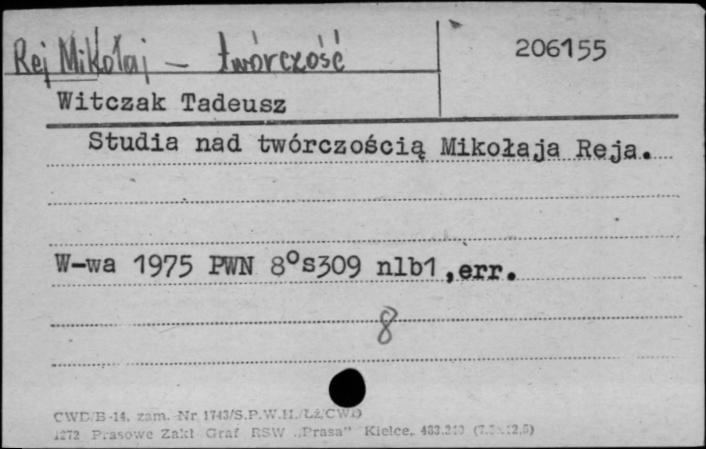 Rej Mikołaj – twórczość
206155
Witczak Tadeusz
Studia nad twórczością Mikołaja Reja.
W-wa 1975 PWN 8°s309 nlb1,err.
8
CWD/B-14, zam. Nr 1743/S.P.W.H./LZ/CWD
1272 Prasowe Zakł Graf RSW „Prasa" Kielce,